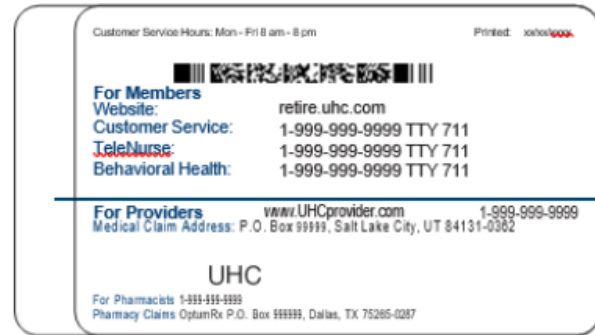 Customer Service Hours: Mon - Fri 8 am - 8 pm Printed:
For Members
Website: retire.uhc.com
Customer Service: 1-999-999-9999 TTY 711
TeleNurse: 1-999-999-9999 TTY 711
Behavioral Health: 1-999-999-9999 TTY 711
For Providers www.UHCprovider.com 1-999-999-9999
Medical Claim Address: P.O. Box 99999, Salt Lake City, UT 84131-0362
UHC
For Pharmacists 1-999-999-9999
Pharmacy Claims OptumRx P.O. Box 999999, Dallas, TX 75265-0287